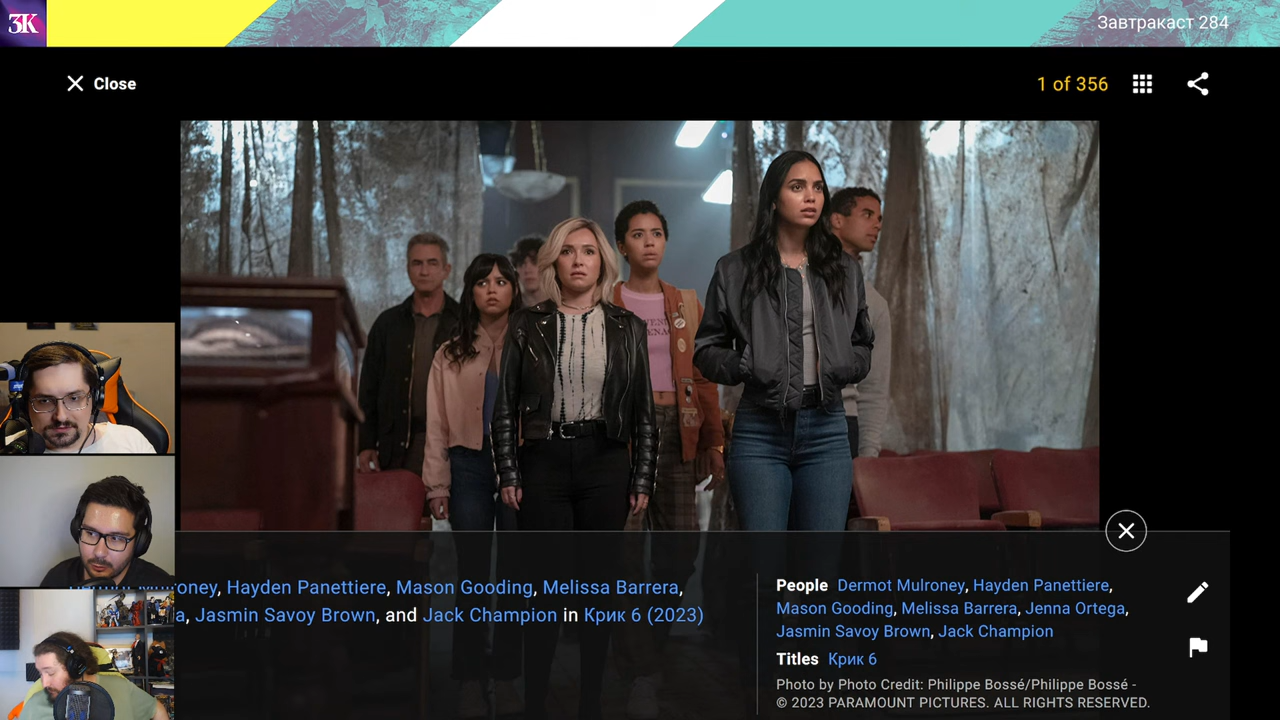 3K
Завтракаст 284
Close
1 of 356
roney, Hayden Panettiere, Mason Gooding, Melissa Barrera,
a, Jasmin Savoy Brown, and Jack Champion in Крик 6 (2023)
People Dermot Mulroney, Hayden Panettiere,
Mason Gooding, Melissa Barrera, Jenna Ortega,
Jasmin Savoy Brown, Jack Champion
Titles Крик 6
Photo by Photo Credit: Philippe Bossé/Philippe Bossé -
© 2023 PARAMOUNT PICTURES. ALL RIGHTS RESERVED.